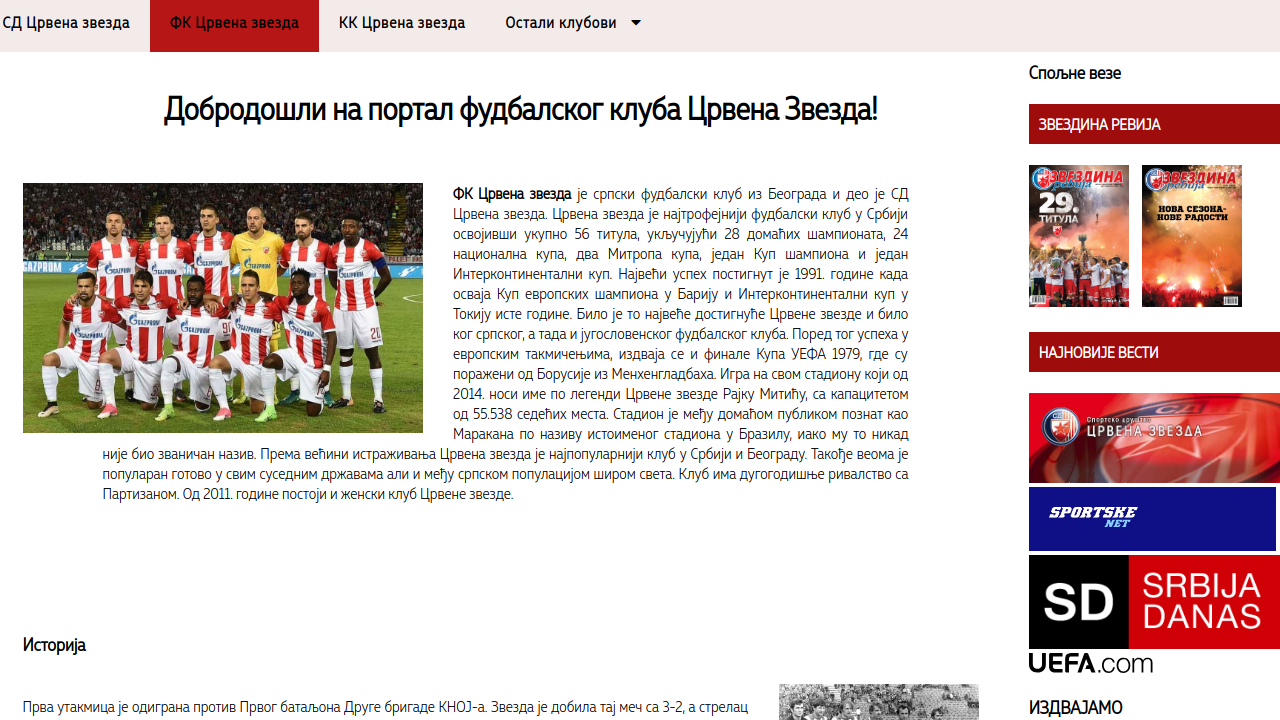 СД Црвена звезда
ФК Црвена звезда
КК Црвена звезда
Остали клубови
Добродошли на портал фудбалског клуба Црвена Звезда!
ФК Црвена звезда је српски фудбалски клуб из Београда и део је СД
Црвена звезда. Црвена звезда је најтрофејнији фудбалски клуб у Србији
освојивши укупно 56 титула, укључујући 28 домаћих шампионата, 24
национална купа, два Митропа купа, један Куп шампиона и један
Интерконтинентални куп. Највећи успех постигнут је 1991. године када
осваја Куп европских шампиона у Барију и Интерконтинентални куп у
Токију исте године. Било је то највеће достигнуће Црвене звезде и било
ког српског, а тада и југословенског фудбалског клуба. Поред тог успеха у
европским такмичењима, издваја се и финале Купа УЕФА 1979, где су
поражени од Борусије из Менхенгладбаха. Игра на свом стадиону који од
2014. носи име по легенди Црвене звезде Рајку Митићу, са капацитетом
од 55.538 седећих места. Стадион је међу домаћом публиком познат као
Маракана по називу истоименог стадиона у Бразилу, иако му то никад
није био званичан назив. Према већини истраживања Црвена звезда је најпопуларнији клуб у Србији и Београду. Такође веома је
популаран готово у свим суседним државама али и међу српском популацијом широм света. Клуб има дугогодишње ривалство са
Партизаном. Од 2011. године постоји и женски клуб Црвене звезде.
Историја
Прва утакмица је одиграна против Првог батаљона Друге бригаде КНОЈ-а. Звезда је добила тај меч са 3-2, а стрелац
Спољне везе
ЗВЕЗДИНА РЕВИЈА
ЗВЕЗДИНА
ревија
29.
ТИТУЛА
ЗВЕЗДИНА
ревија
НОВА СЕЗОНА-
НОВЕ РАДОСТИ
НАЈНОВИЈЕ ВЕСТИ
Спортско друштво
ЦРВЕНА ЗВЕЗДА
SPORTSKE
NET
SD
SRBIJA
DANAS
UEFA.com
ИЗДВАЈАМО